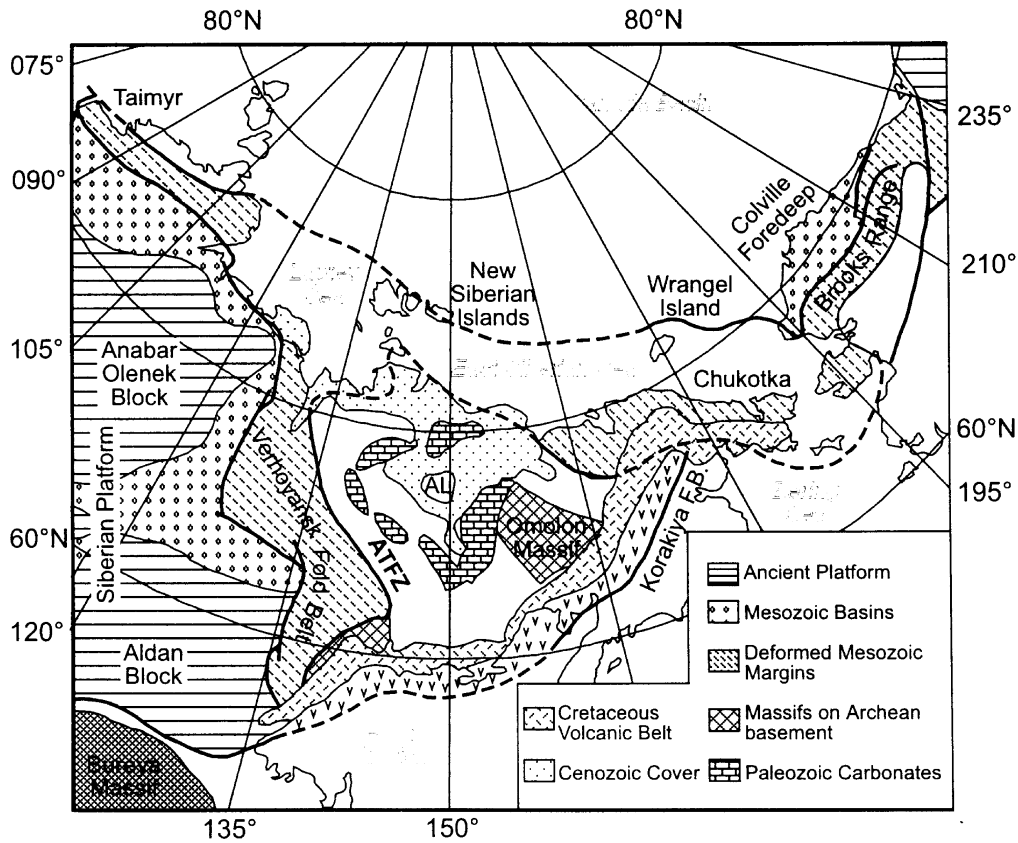 80°N
80°N
075°
Taimyr
235°
090°
Colville
Foredeep
Brooks Range
210°
New
Siberian
Islands
Wrangel
Island
105°
Anabar
Olenek
Block
Chukotka
60°N
Verhoyansk Fold Belt
AL
195°
Siberian Platform
Omolon
Massif
60°N
ATFZ
Korakiya F.B.
120°
Aldan
Block
Bureya
Massif
Ancient Platform
Mesozoic Basins
Deformed Mesozoic
Margins
Cretaceous
Volcanic Belt
Massifs on Archean
basement
Cenozoic Cover
Paleozoic Carbonates
135°
150°